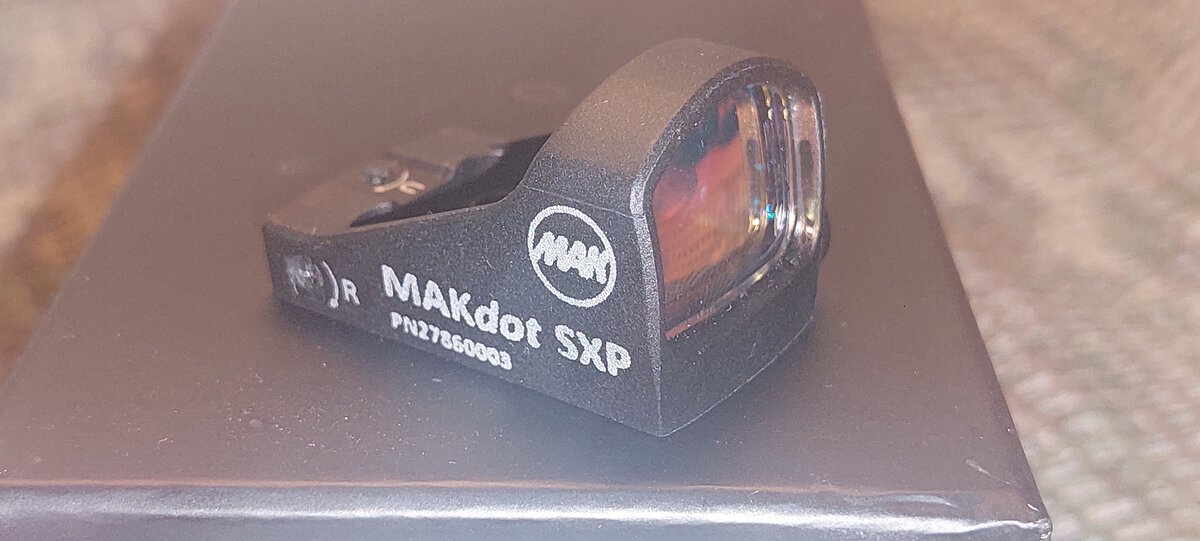 MAK
R
MAKdot SXP
PN27860003